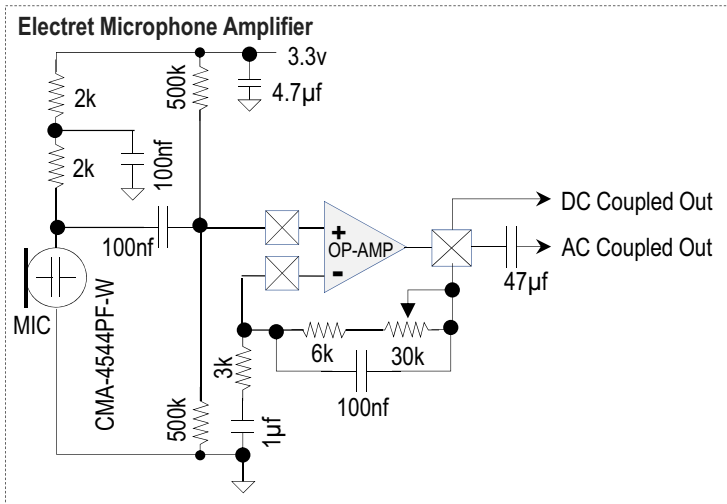 Electret Microphone Amplifier
3.3v
2k
500k
4.7µf
2k
100nf
DC Coupled Out
100nf
+
OP-AMP
-
AC Coupled Out
47µf
MIC
CMA-4544PF-W
3k
6k
30k
100nf
500k
1µf